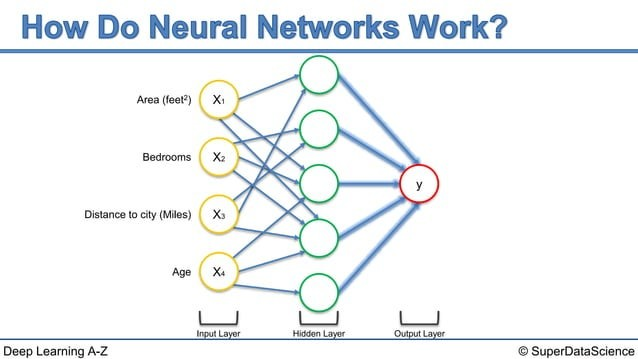 How Do Neural Networks Work?
Area (feet²)
X1
Bedrooms
X2
Distance to city (Miles)
X3
Age
X4
y
Input Layer
Hidden Layer
Output Layer
Deep Learning A-Z
© SuperDataScience